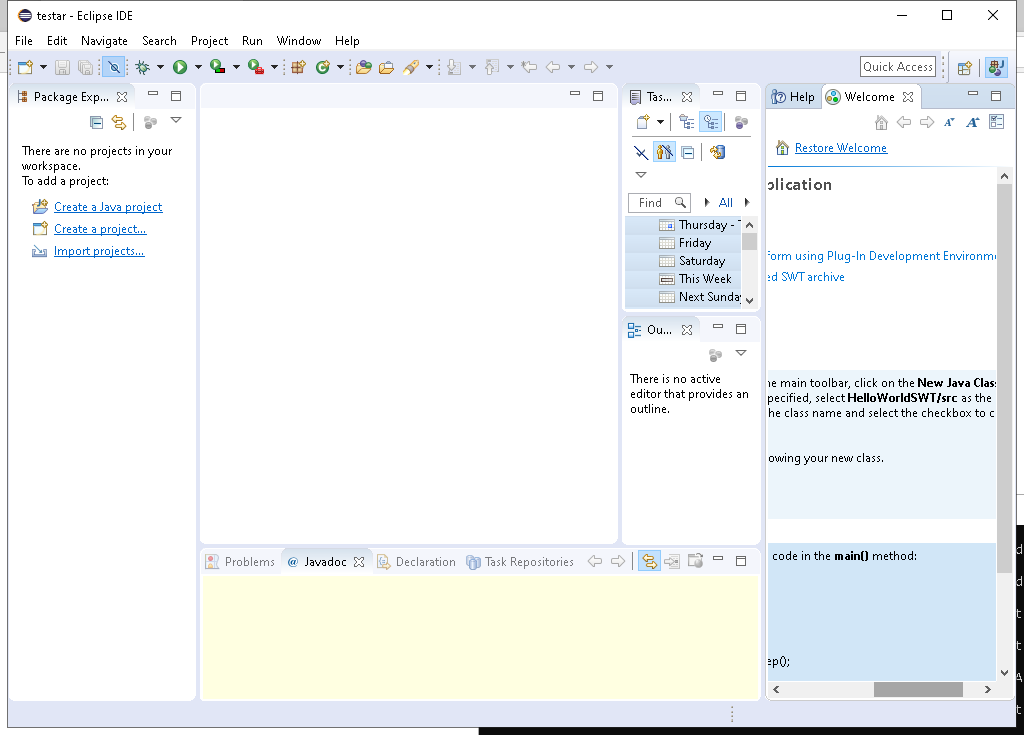 testar - Eclipse IDE
File Edit Navigate Search Project Run Window Help
Quick Access
Package Exp...
There are no projects in your
workspace.
To add a project:
Create a Java project
Create a project...
Import projects...
Tas...
Find
All
Thursday -
Friday
Saturday
This Week
Next Sunday
Ou...
There is no active
editor that provides an
outline.
Help Welcome
Restore Welcome
plication
form using Plug-In Development Environme
ed SWT archive
he main toolbar, click on the New Java Clas
pecified, select HelloWorldSWT/src as the
he class name and select the checkbox to c
owing your new class.
code in the main() method:
ep();
Problems @ Javadoc Declaration Task Repositories